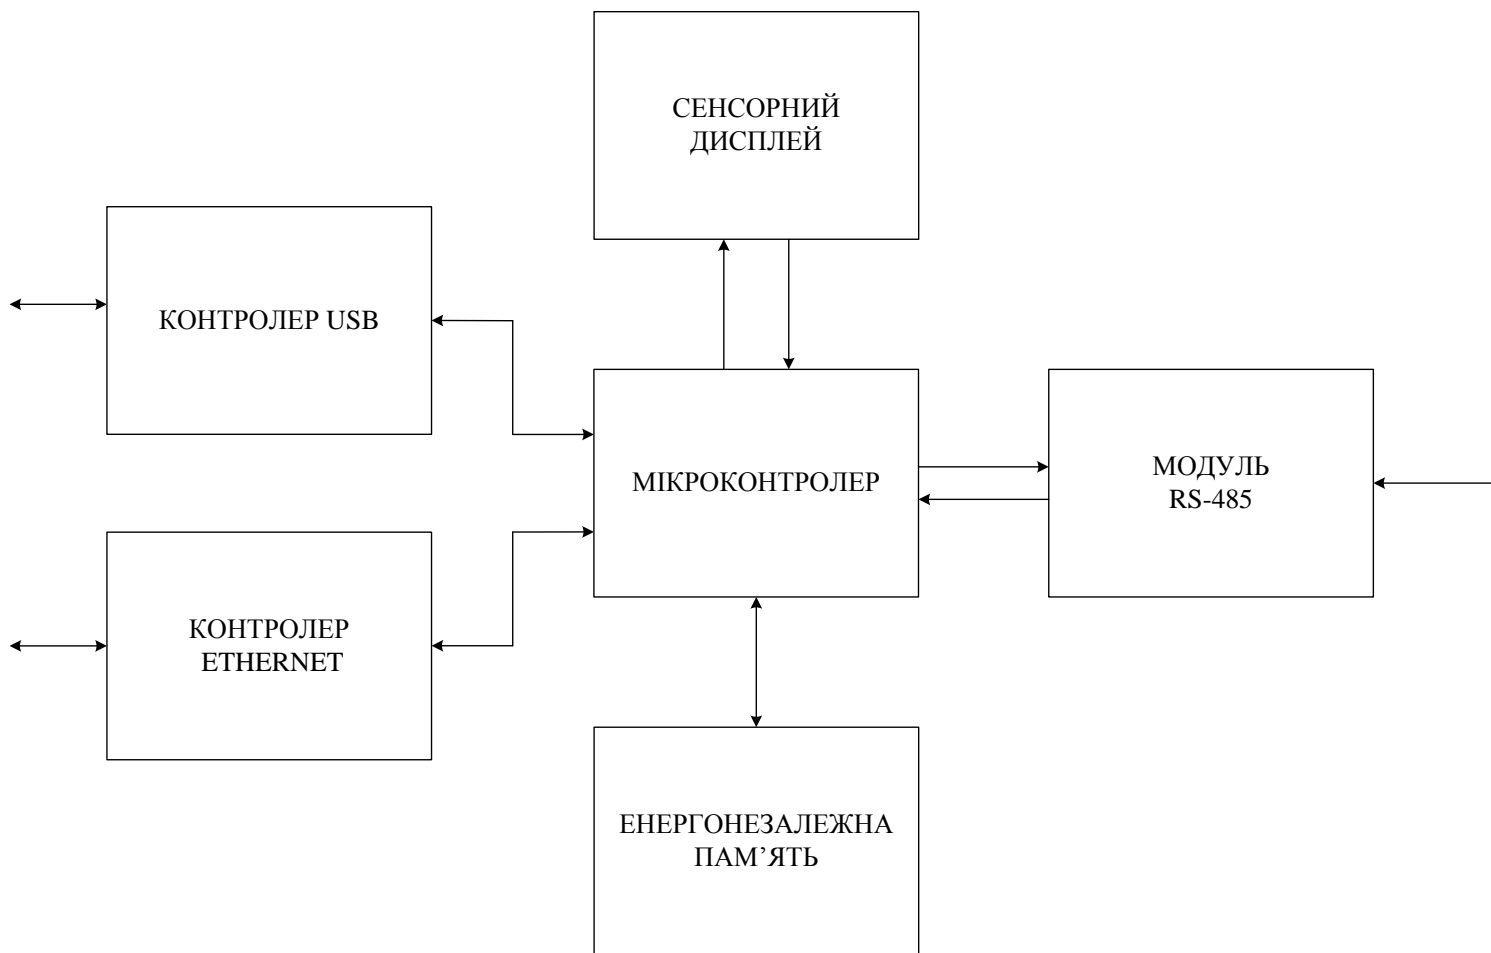 СЕНСОРНИЙ
ДИСПЛЕЙ
КОНТРОЛЕР USB
МІКРОКОНТРОЛЕР
МОДУЛЬ
RS-485
КОНТРОЛЕР
ETHERNET
ЕНЕРГОНЕЗАЛЕЖНА
ПАМ’ЯТЬ